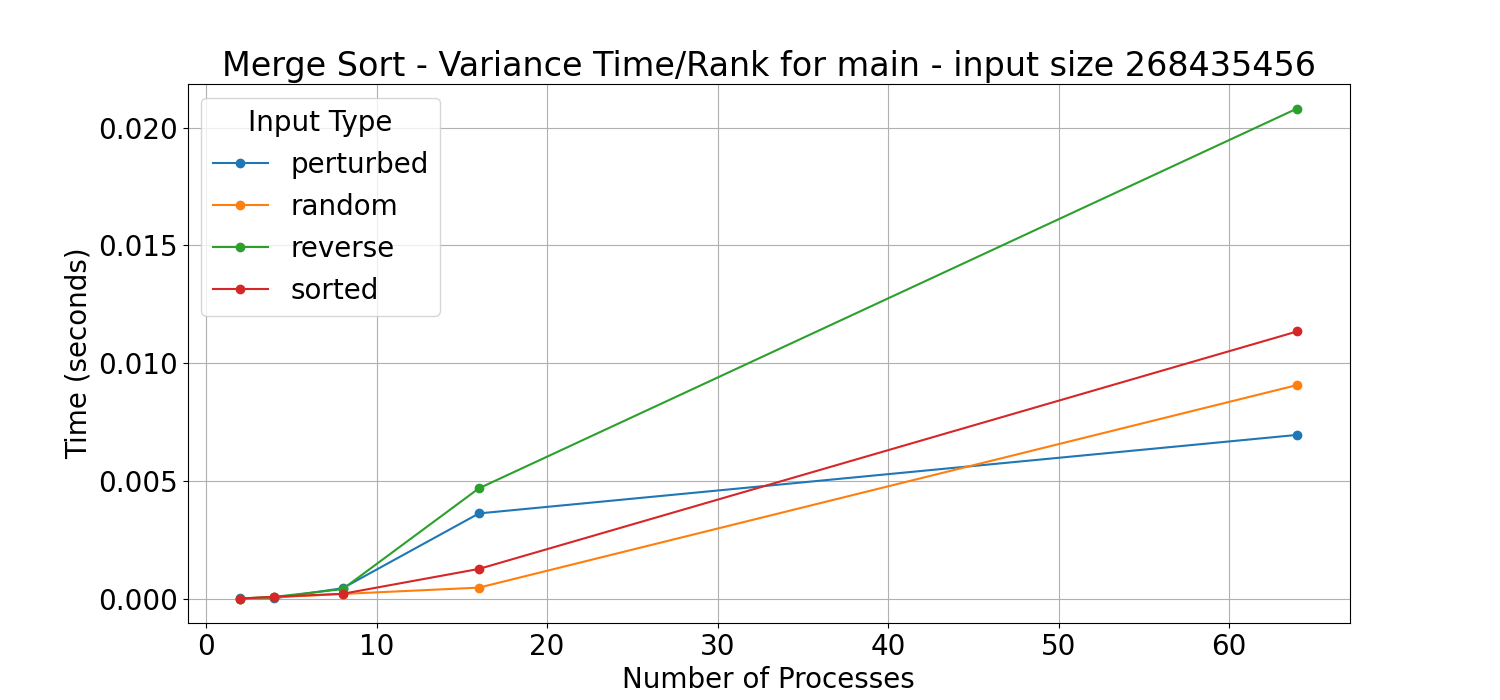 Merge Sort - Variance Time/Rank for main - input size 268435456
Input Type
perturbed
random
reverse
sorted
Time (seconds)
0.020
0.015
0.010
0.005
0.000
0 10 20 30 40 50 60
Number of Processes